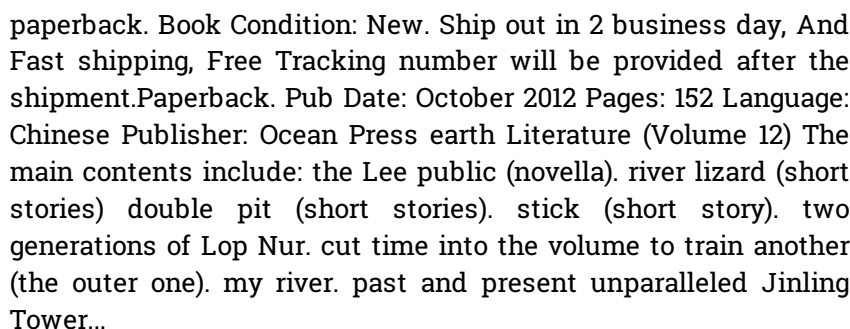 paperback. Book Condition: New. Ship out in 2 business day, And
Fast shipping, Free Tracking number will be provided after the
shipment.Paperback. Pub Date: October 2012 Pages: 152 Language:
Chinese Publisher: Ocean Press earth Literature (Volume 12) The
main contents include: the Lee public (novella). river lizard (short
stories) double pit (short stories). stick (short story). two
generations of Lop Nur. cut time into the volume to train another
(the outer one). my river. past and present unparalleled Jinling
Tower...